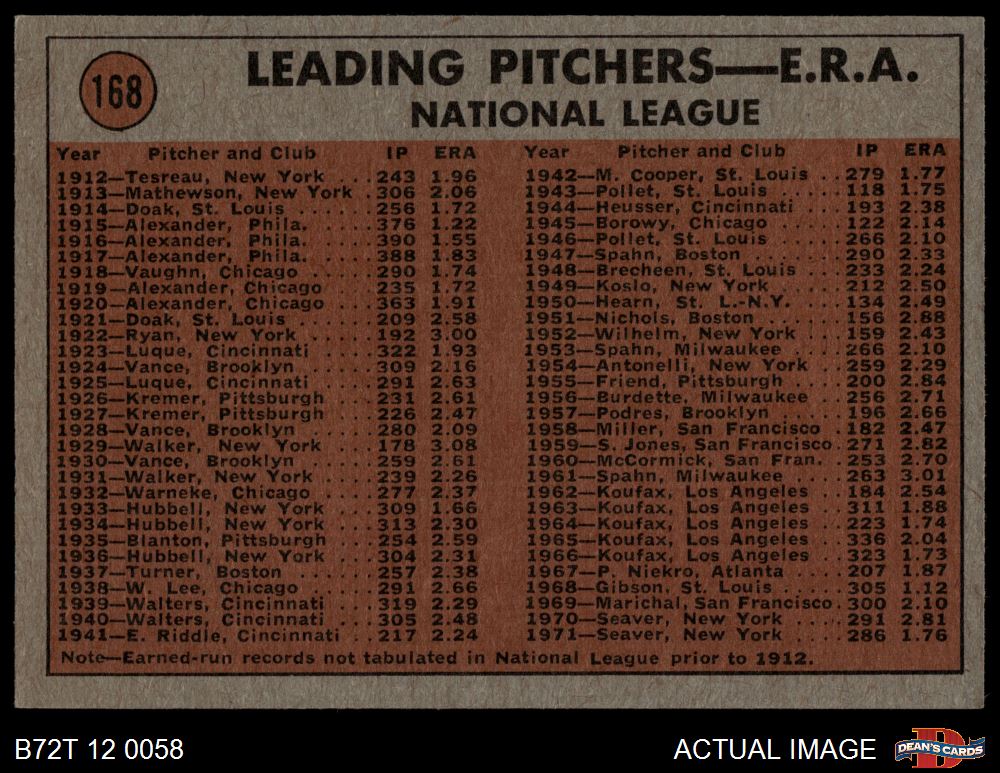 168
LEADING PITCHERS—E.R.A.
NATIONAL LEAGUE
Year Pitcher and Club IP ERA
1912—Tesreau, New York ...243 1.96
1913—Mathewson, New York .306 2.06
1914—Doak, St. Louis ......256 1.72
1915—Alexander, Phila. .....376 1.22
1916—Alexander, Phila. .....390 1.55
1917—Alexander, Phila. .....388 1.83
1918—Vaughn, Chicago ....290 1.74
1919—Alexander, Chicago ...235 1.72
1920—Alexander, Chicago ...363 1.91
1921—Doak, St. Louis ......209 2.58
1922—Ryan, New York .....192 3.00
1923—Luque, Cincinnati ....322 1.93
1924—Vance, Brooklyn .....309 2.16
1925—Luque, Cincinnati ....291 2.63
1926—Kremer, Pittsburgh ...231 2.61
1927—Kremer, Pittsburgh ...226 2.47
1928—Vance, Brooklyn .....280 2.09
1929—Walker, New York ....178 3.08
1930—Vance, Brooklyn .....259 2.61
1931—Walker, New York ....239 2.26
1932—Warneke, Chicago ....277 2.37
1933—Hubbell, New York ...309 1.66
1934—Hubbell, New York ...313 2.30
1935—Blanton, Pittsburgh ...254 2.59
1936—Hubbell, New York ...304 2.31
1937—Turner, Boston ......257 2.38
1938—W. Lee, Chicago .....291 2.66
1939—Walters, Cincinnati ...319 2.29
1940—Walters, Cincinnati ...305 2.48
1941—E. Riddle, Cincinnati ..217 2.24
Year Pitcher and Club IP ERA
1942—M. Cooper, St. Louis ..279 1.77
1943—Pollet, St. Louis .....118 1.75
1944—Heusser, Cincinnati ...193 2.38
1945—Borowy, Chicago .....122 2.14
1946—Pollet, St. Louis .....266 2.10
1947—Spahn, Boston ......290 2.33
1948—Brecheen, St. Louis ...233 2.24
1949—Koslo, New York .....212 2.50
1950—Hearn, St. L.-N.Y. ....134 2.49
1951—Nichols, Boston ......156 2.88
1952—Wilhelm, New York ...159 2.43
1953—Spahn, Milwaukee ....266 2.10
1954—Antonelli, New York ..259 2.29
1955—Friend, Pittsburgh ....200 2.84
1956—Burdette, Milwaukee ..256 2.71
1957—Podres, Brooklyn .....196 2.66
1958—Miller, San Francisco .182 2.47
1959—S. Jones, San Francisco.271 2.82
1960—McCormick, San Fran. .253 2.70
1961—Spahn, Milwaukee ....263 3.01
1962—Koufax, Los Angeles ..184 2.54
1963—Koufax, Los Angeles ..311 1.88
1964—Koufax, Los Angeles ..223 1.74
1965—Koufax, Los Angeles ..336 2.04
1966—Koufax, Los Angeles ..323 1.73
1967—P. Niekro, Atlanta ....207 1.87
1968—Gibson. St. Louis .....305 1.12
1969—Marichal, San Francisco.300 2.10
1970—Seaver, New York ....291 2.81
1971—Seaver, New York ....286 1.76
Note—Earned-run records not tabulated in National League prior to 1912.
B72T 12 0058
ACTUAL IMAGE
DEAN'S CARDS